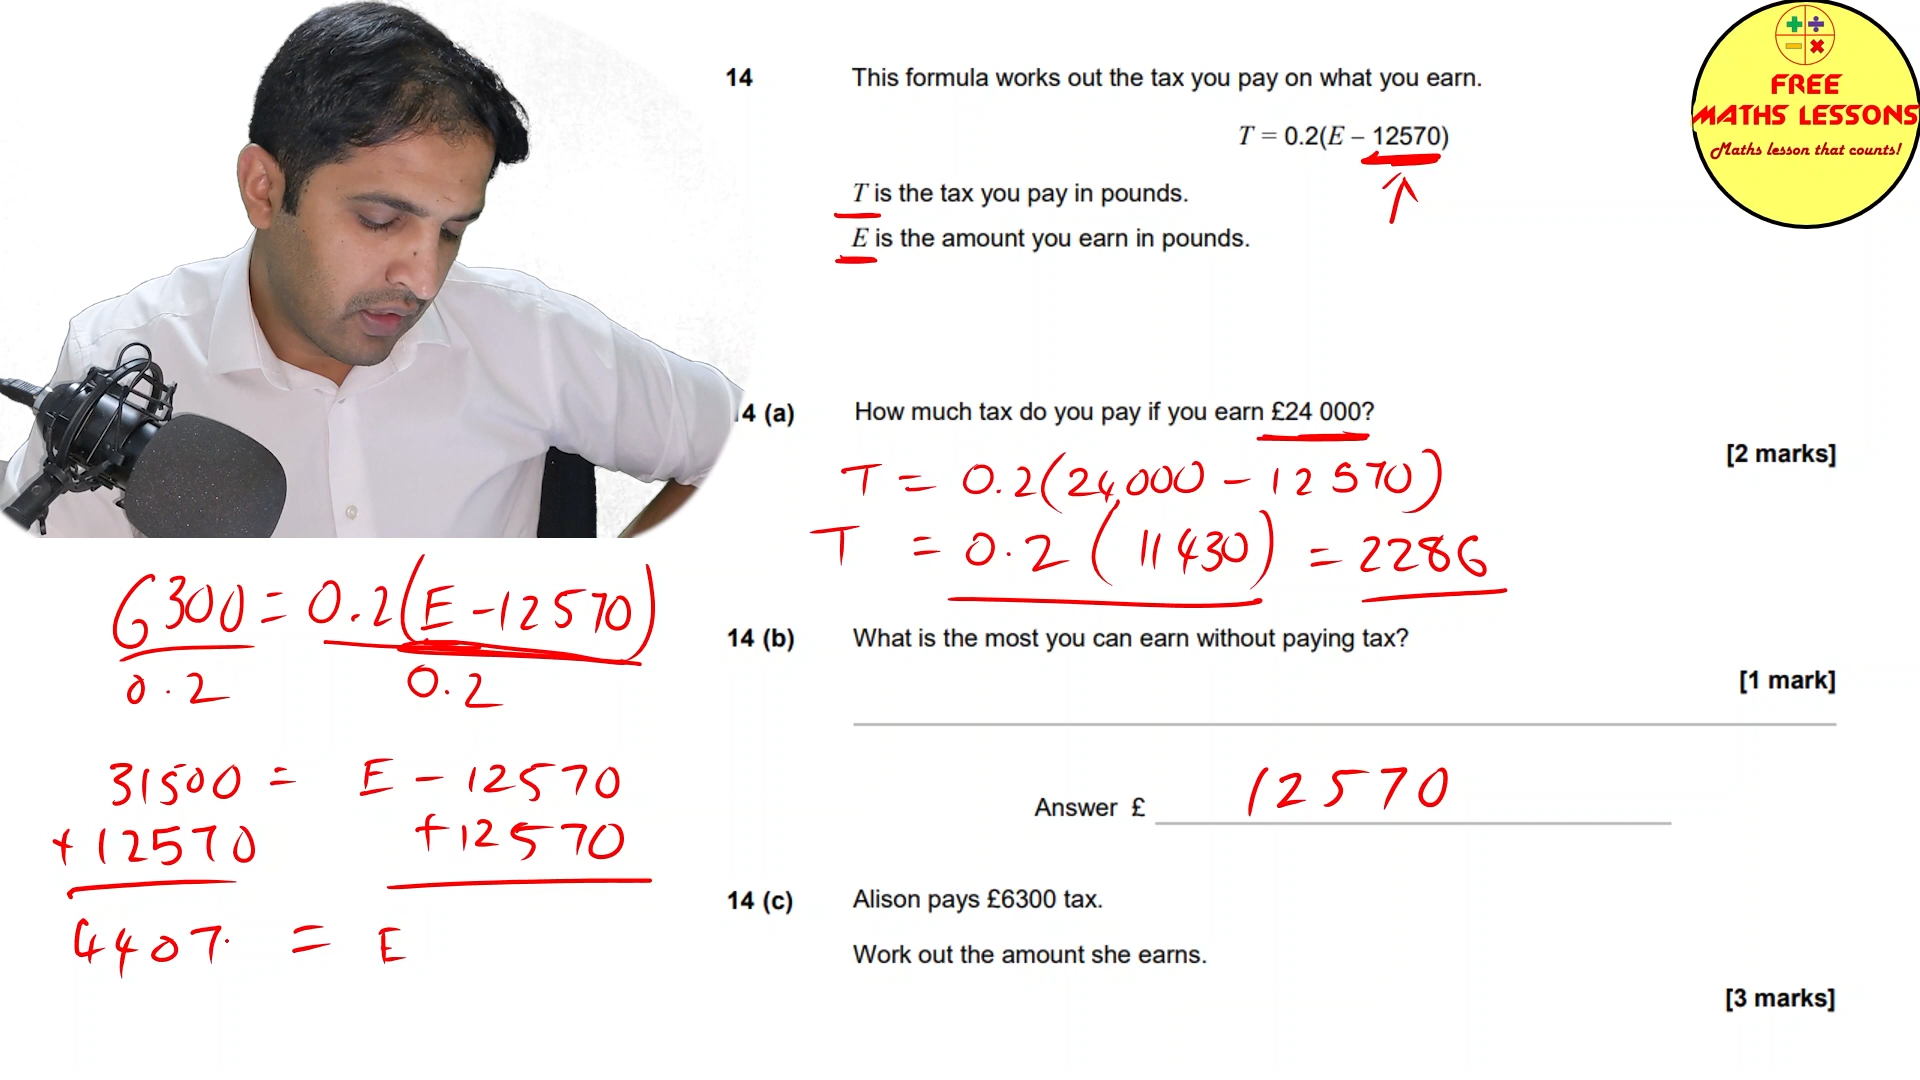 14 This formula works out the tax you pay on what you earn.
T = 0.2(E – 12570)
T is the tax you pay in pounds.
E is the amount you earn in pounds.
FREE
MATHS LESSONS
Maths lesson that counts!
4 (a) How much tax do you pay if you earn £24 000?
[2 marks]
T = 0.2(24,000 - 12570)
T = 0.2 (11430) = 2286
14 (b) What is the most you can earn without paying tax?
[1 mark]
Answer £ 12570
14 (c) Alison pays £6300 tax.
Work out the amount she earns.
[3 marks]
6300 = 0.2(E - 12570)
0.2 0.2
31500 = E - 12570
+12570 +12570
4407 = E